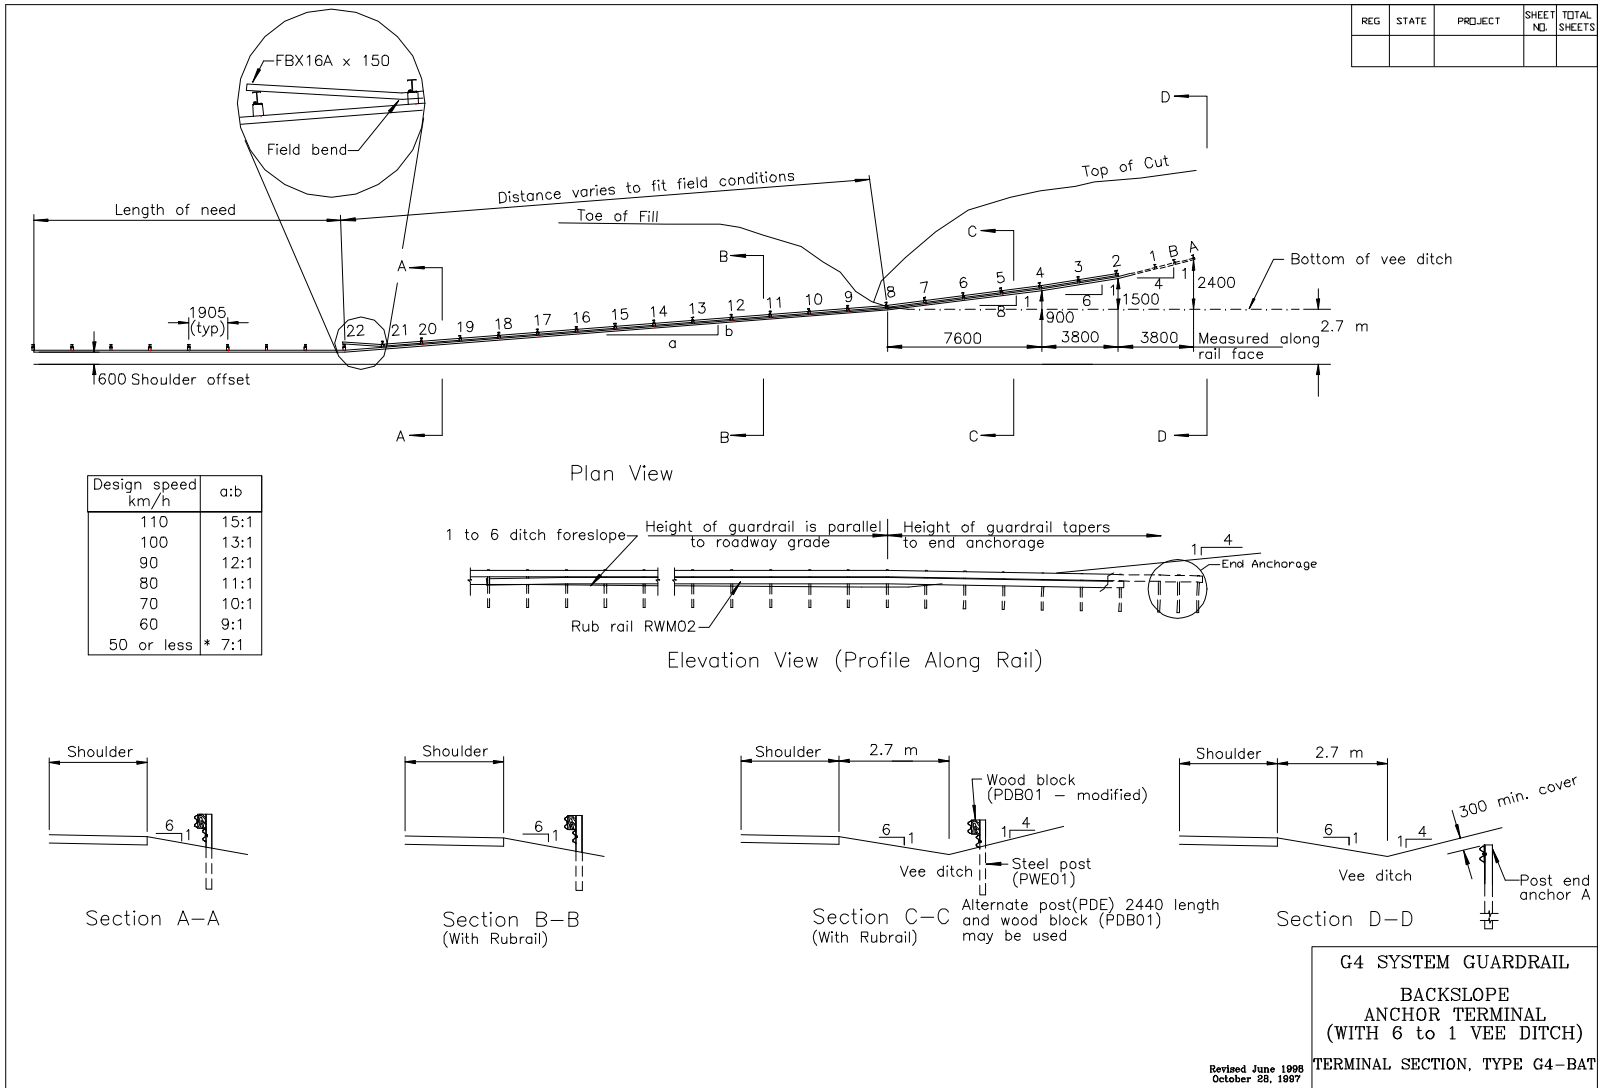 REG STATE PROJECT SHEET NO. TOTAL SHEETS
FBX16A x 150
Field bend
Length of need
Distance varies to fit field conditions
Toe of Fill
Top of Cut
D
C
B
A
Bottom of vee ditch
1905
(typ)
22 21 20 19 18 17 16 15 14 13 12 11 10 9 8 7 6 5 4 3 2 1 B A
a
b
8
1
6
1
4
1
900
1500
2400
2.7 m
7600
3800
3800
Measured along
rail face
600 Shoulder offset
A
B
C
D
Plan View
Design speed
km/h
a:b
110 15:1
100 13:1
90 12:1
80 11:1
70 10:1
60 9:1
50 or less * 7:1
1 to 6 ditch foreslope
Height of guardrail is parallel
to roadway grade
Height of guardrail tapers
to end anchorage
1
4
End Anchorage
Rub rail RWM02
Elevation View (Profile Along Rail)
Shoulder
6
1
Section A-A
Shoulder
6
1
Section B-B
(With Rubrail)
Shoulder
2.7 m
Wood block
(PDB01 - modified)
6
1
1
4
Vee ditch
Steel post
(PWE01)
Section C-C
(With Rubrail)
Alternate post(PDE) 2440 length
and wood block (PDB01)
may be used
Shoulder
2.7 m
300 min. cover
6
1
1
4
Vee ditch
Post end
anchor A
Section D-D
G4 SYSTEM GUARDRAIL
BACKSLOPE
ANCHOR TERMINAL
(WITH 6 to 1 VEE DITCH)
TERMINAL SECTION, TYPE G4-BAT
Revised June 1998
October 28, 1997